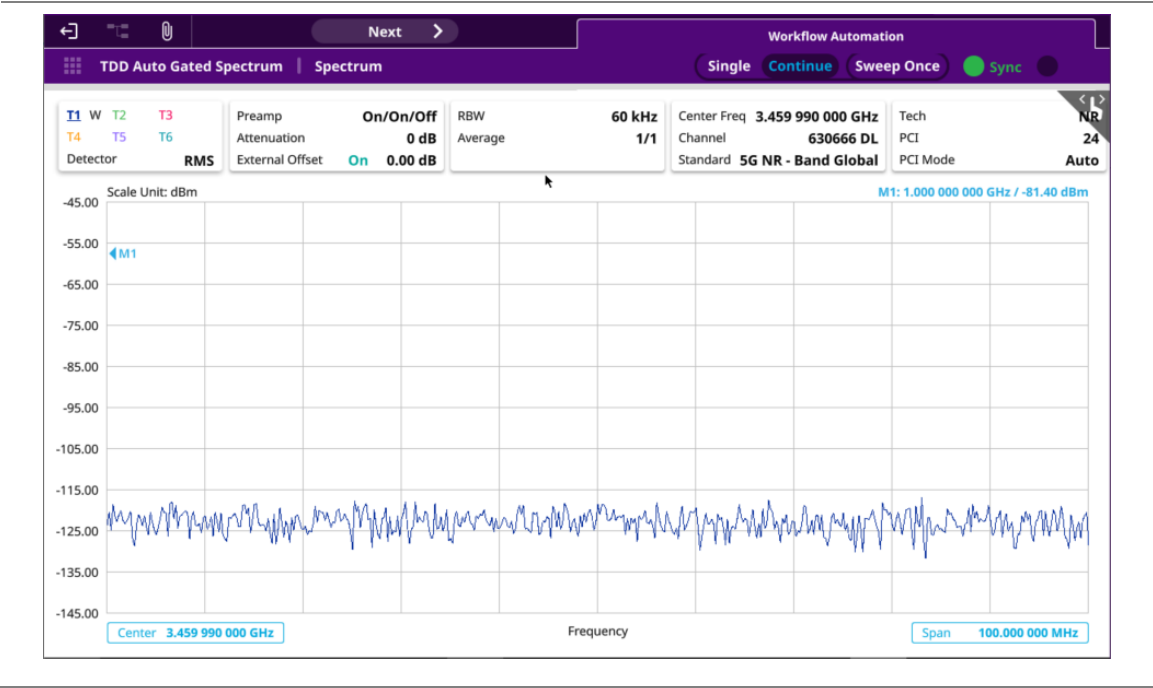 Next
Workflow Automation
TDD Auto Gated Spectrum | Spectrum
Single Continue Sweep Once Sync
T1 W T2 T3
T4 T5 T6
Detector RMS
Preamp On/On/Off
Attenuation 0 dB
External Offset On 0.00 dB
RBW 60 kHz
Average 1/1
Center Freq 3.459 990 000 GHz
Channel 630666 DL
Standard 5G NR - Band Global
Tech NR
PCI 24
PCI Mode Auto
Scale Unit: dBm
M1: 1.000 000 000 GHz / -81.40 dBm
-45.00
-55.00
M1
-65.00
-75.00
-85.00
-95.00
-105.00
-115.00
-125.00
-135.00
-145.00
Center 3.459 990 000 GHz
Frequency
Span 100.000 000 MHz